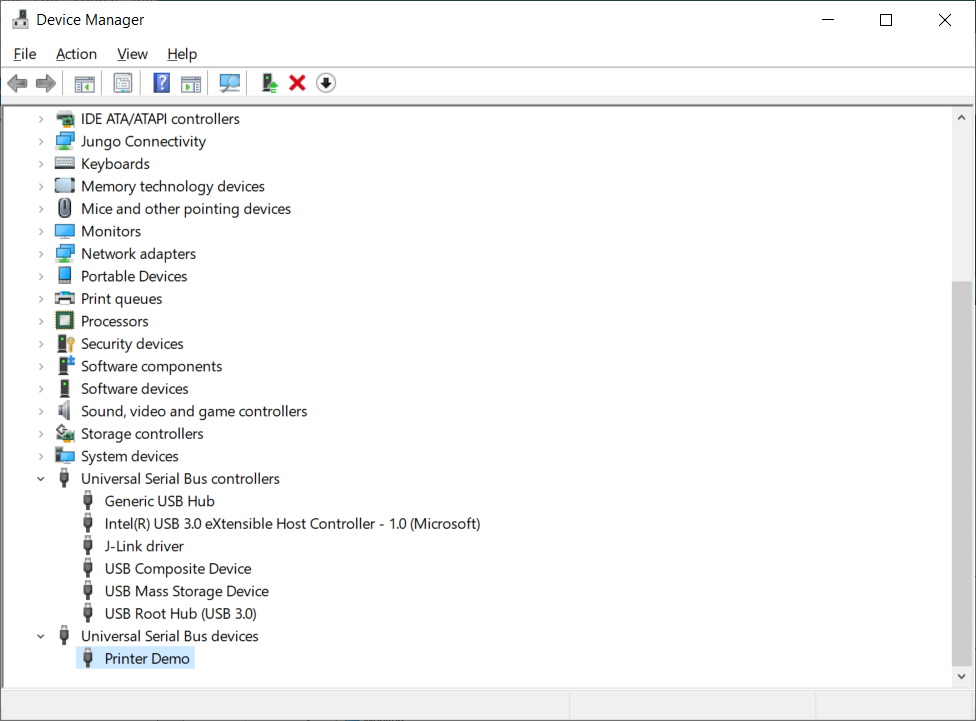 Device Manager
File Action View Help
IDE ATA/ATAPI controllers
Jungo Connectivity
Keyboards
Memory technology devices
Mice and other pointing devices
Monitors
Network adapters
Portable Devices
Print queues
Processors
Security devices
Software components
Software devices
Sound, video and game controllers
Storage controllers
System devices
Universal Serial Bus controllers
Generic USB Hub
Intel(R) USB 3.0 eXtensible Host Controller - 1.0 (Microsoft)
J-Link driver
USB Composite Device
USB Mass Storage Device
USB Root Hub (USB 3.0)
Universal Serial Bus devices
Printer Demo